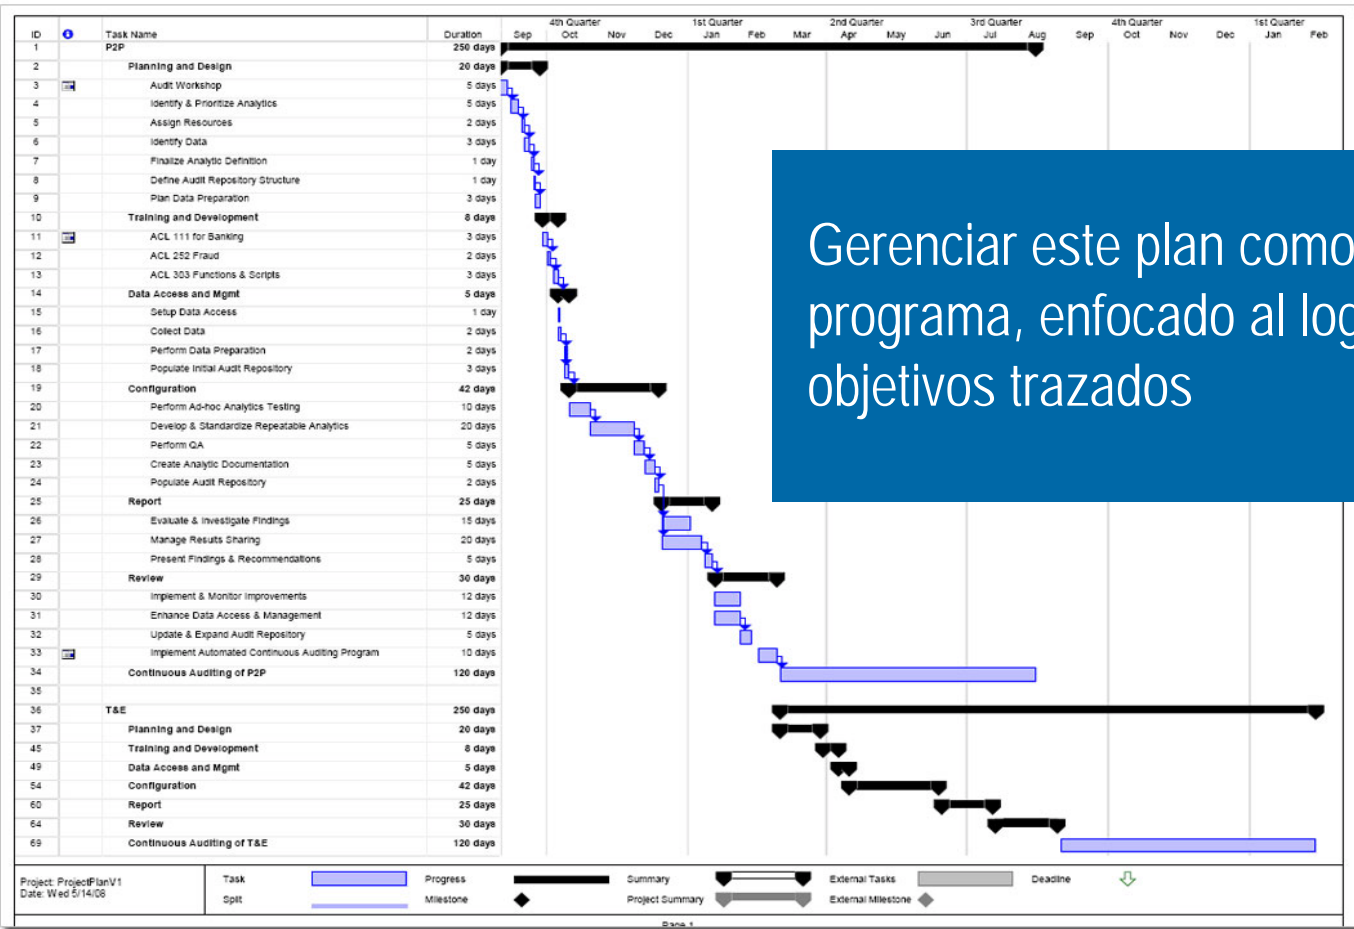 4th Quarter 1st Quarter 2nd Quarter 3rd Quarter 4th Quarter 1st Quarter
ID Task Name Duration Sep Oct Nov Dec Jan Feb Mar Apr May Jun Jul Aug Sep Oct Nov Dec Jan Feb
1 P2P 250 days
2 Planning and Design 20 days
3 Audit Workshop 5 days
4 Identify & Prioritize Analytics 5 days
5 Assign Resources 2 days
6 Identify Data 3 days
7 Finalize Analytic Definition 1 day
8 Define Audit Repository Structure 1 day
9 Plan Data Preparation 3 days
10 Training and Development 8 days
11 ACL 111 for Banking 3 days
12 ACL 252 Fraud 2 days
13 ACL 303 Functions & Scripts 3 days
14 Data Access and Mgmt 5 days
15 Setup Data Access 1 day
16 Collect Data 2 days
17 Perform Data Preparation 2 days
18 Populate Initial Audit Repository 3 days
19 Configuration 42 days
20 Perform Ad-hoc Analytics Testing 10 days
21 Develop & Standardize Repeatable Analytics 20 days
22 Perform QA 5 days
23 Create Analytic Documentation 5 days
24 Populate Audit Repository 2 days
25 Report 25 days
26 Evaluate & Investigate Findings 15 days
27 Manage Results Sharing 20 days
28 Present Findings & Recommendations 5 days
29 Review 30 days
30 Implement & Monitor Improvements 12 days
31 Enhance Data Access & Management 12 days
32 Update & Expand Audit Repository 5 days
33 Implement Automated Continuous Auditing Program 10 days
34 Continuous Auditing of P2P 120 days
35
36 T&E 250 days
37 Planning and Design 20 days
45 Training and Development 8 days
49 Data Access and Mgmt 5 days
54 Configuration 42 days
60 Report 25 days
64 Review 30 days
69 Continuous Auditing of T&E 120 days
Gerenciar este plan como
programa, enfocado al log
objetivos trazados
Project: ProjectPlanV1
Date: Wed 5/14/08
Task Progress Summary External Tasks Deadline
Split Milestone Project Summary External Milestone
Page 1